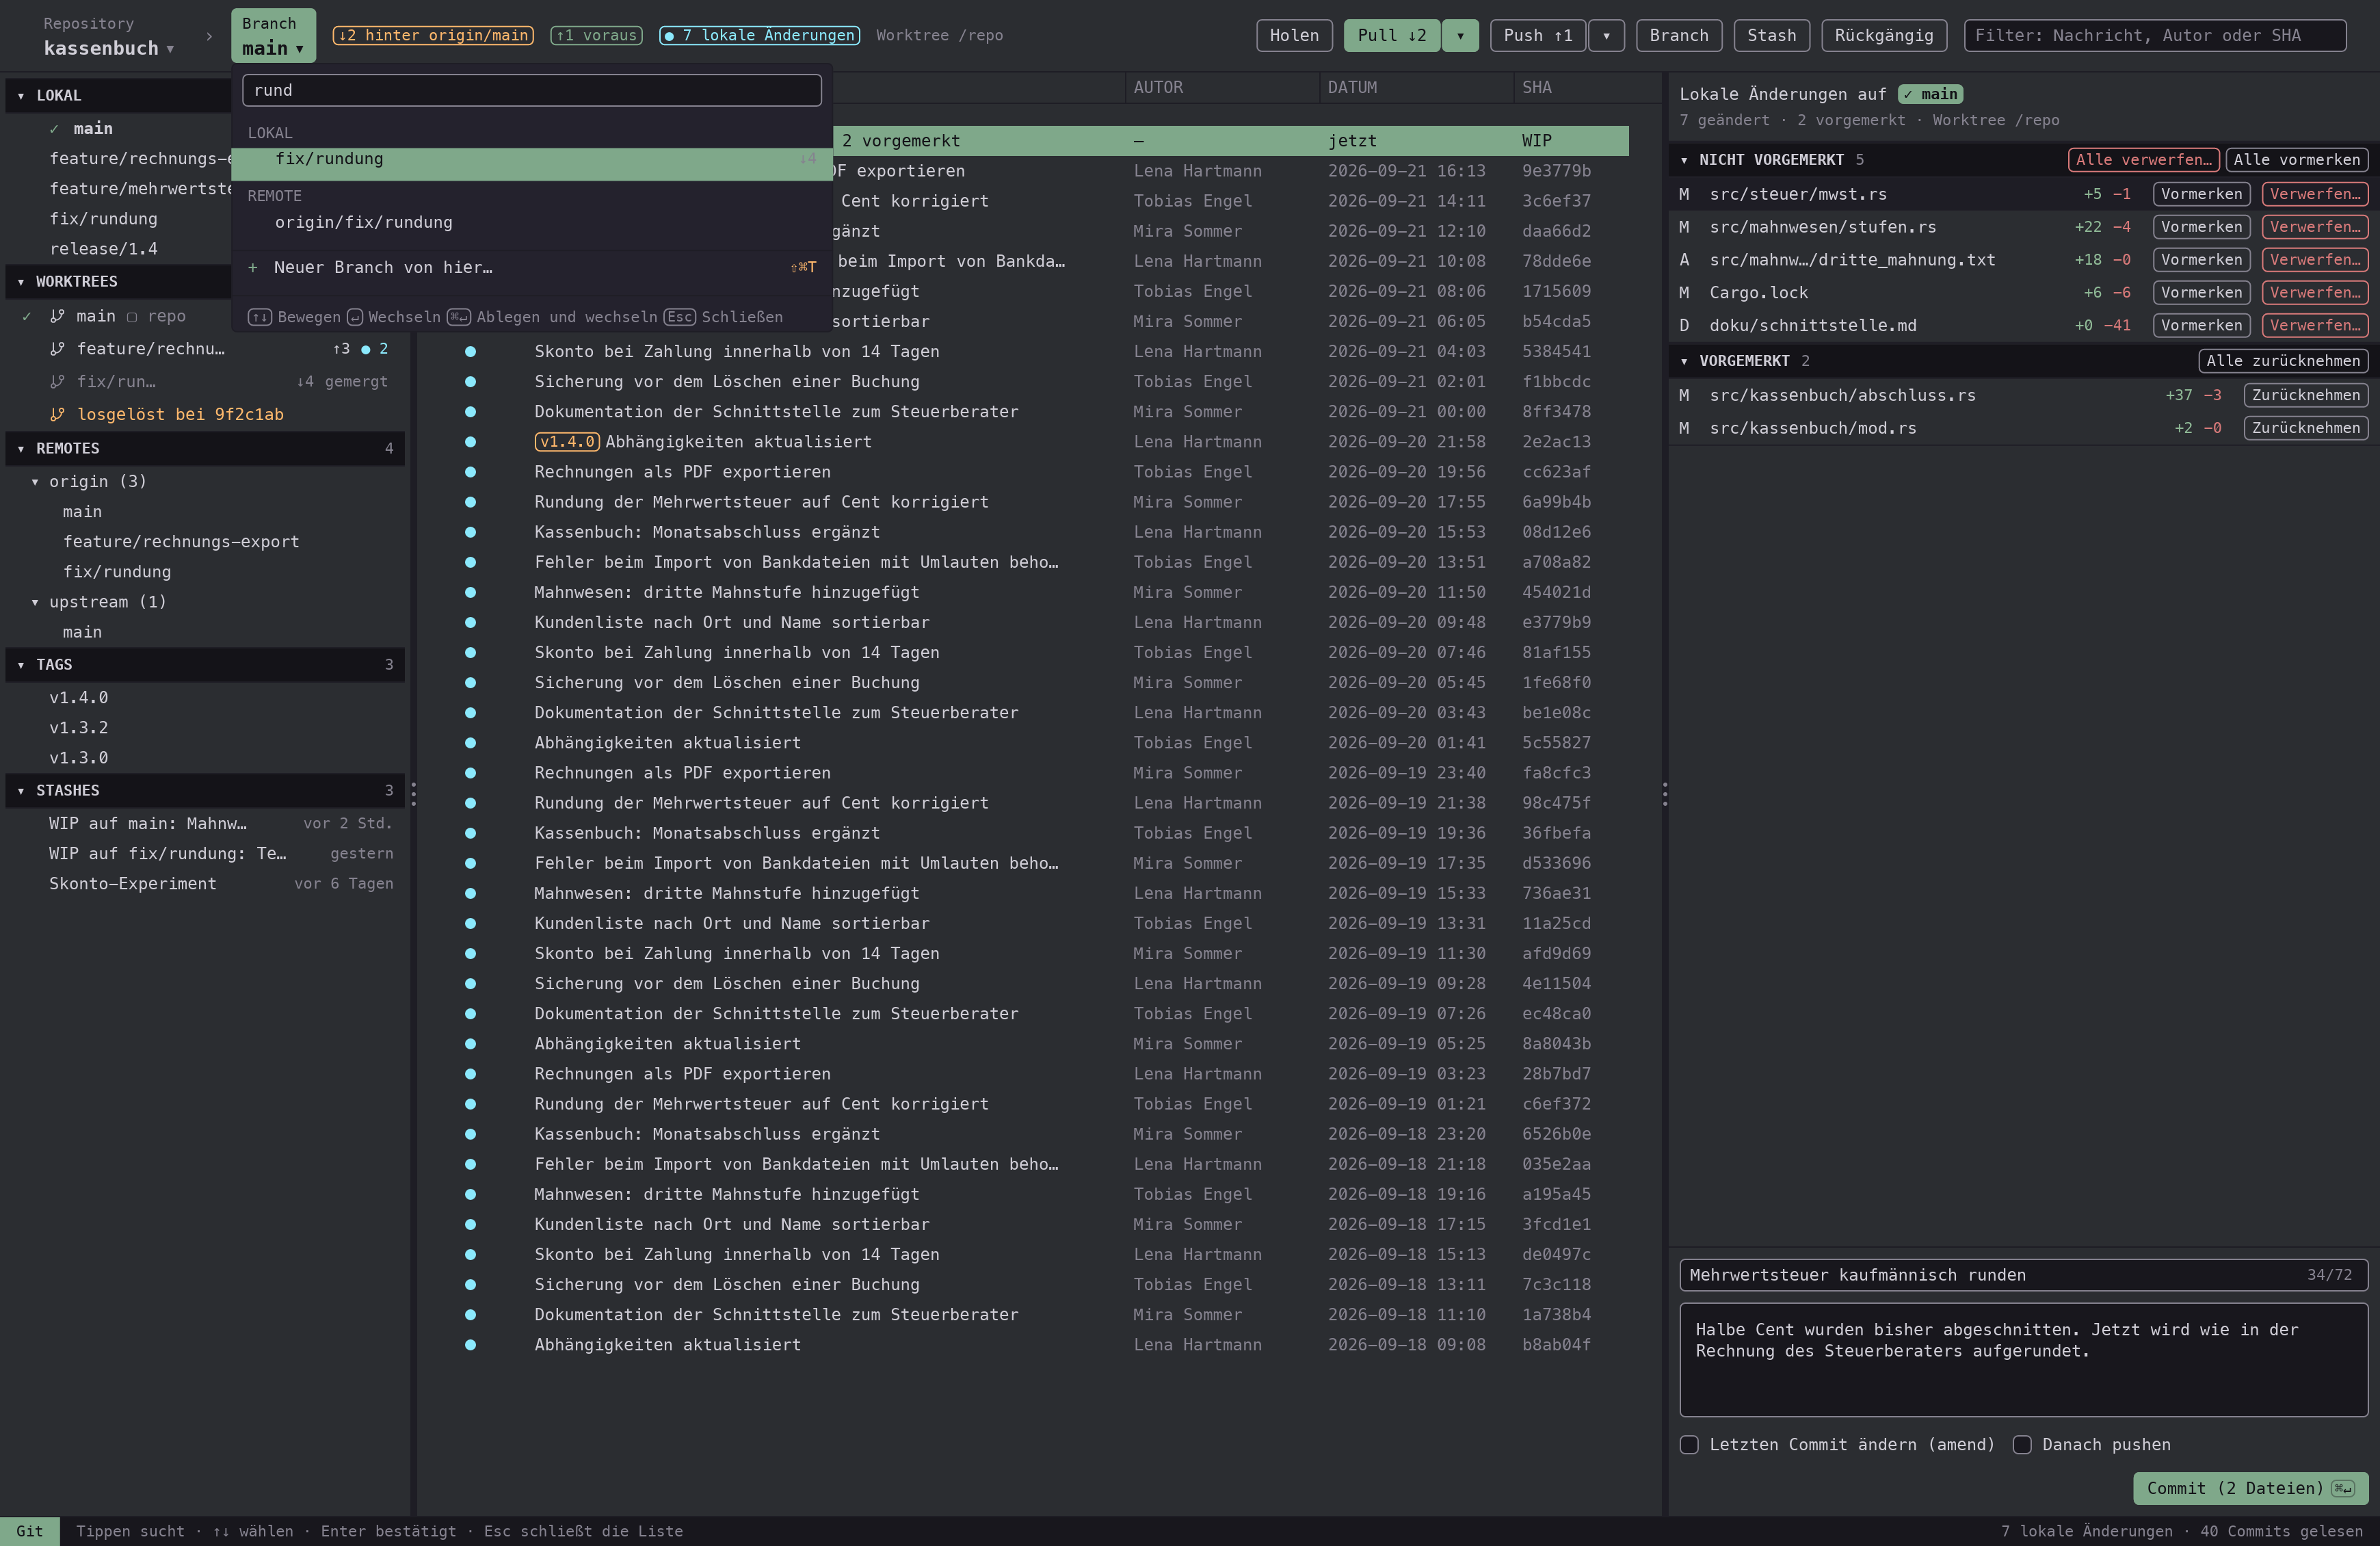 Repository
kassenbuch ▾
›
Branch
main ▾
↓2 hinter origin/main ↑1 voraus ● 7 lokale Änderungen Worktree /repo
Holen Pull ↓2 ▾ Push ↑1 ▾ Branch Stash Rückgängig Filter: Nachricht, Autor oder SHA
rund
LOKAL
fix/rundung ↓4
REMOTE
origin/fix/rundung
+ Neuer Branch von hier… ⇧⌘T
↑↓ Bewegen ↵ Wechseln ⌘↵ Ablegen und wechseln Esc Schließen
▾ LOKAL
✓ main
feature/rechnungs-e
feature/mehrwertste
fix/rundung
release/1.4
▾ WORKTREES
✓ main ▢ repo
feature/rechnu… ↑3 ● 2
fix/run… ↓4 gemergt
losgelöst bei 9f2c1ab
▾ REMOTES 4
▾ origin (3)
main
feature/rechnungs-export
fix/rundung
▾ upstream (1)
main
▾ TAGS 3
v1.4.0
v1.3.2
v1.3.0
▾ STASHES 3
WIP auf main: Mahnw… vor 2 Std.
WIP auf fix/rundung: Te… gestern
Skonto-Experiment vor 6 Tagen
AUTOR DATUM SHA
2 vorgemerkt — jetzt WIP
DF exportieren Lena Hartmann 2026-09-21 16:13 9e3779b
Cent korrigiert Tobias Engel 2026-09-21 14:11 3c6ef37
gänzt Mira Sommer 2026-09-21 12:10 daa66d2
beim Import von Bankda… Lena Hartmann 2026-09-21 10:08 78dde6e
nzugefügt Tobias Engel 2026-09-21 08:06 1715609
sortierbar Mira Sommer 2026-09-21 06:05 b54cda5
Skonto bei Zahlung innerhalb von 14 Tagen Lena Hartmann 2026-09-21 04:03 5384541
Sicherung vor dem Löschen einer Buchung Tobias Engel 2026-09-21 02:01 f1bbcdc
Dokumentation der Schnittstelle zum Steuerberater Mira Sommer 2026-09-21 00:00 8ff3478
v1.4.0 Abhängigkeiten aktualisiert Lena Hartmann 2026-09-20 21:58 2e2ac13
Rechnungen als PDF exportieren Tobias Engel 2026-09-20 19:56 cc623af
Rundung der Mehrwertsteuer auf Cent korrigiert Mira Sommer 2026-09-20 17:55 6a99b4b
Kassenbuch: Monatsabschluss ergänzt Lena Hartmann 2026-09-20 15:53 08d12e6
Fehler beim Import von Bankdateien mit Umlauten beho… Tobias Engel 2026-09-20 13:51 a708a82
Mahnwesen: dritte Mahnstufe hinzugefügt Mira Sommer 2026-09-20 11:50 454021d
Kundenliste nach Ort und Name sortierbar Lena Hartmann 2026-09-20 09:48 e3779b9
Skonto bei Zahlung innerhalb von 14 Tagen Tobias Engel 2026-09-20 07:46 81af155
Sicherung vor dem Löschen einer Buchung Mira Sommer 2026-09-20 05:45 1fe68f0
Dokumentation der Schnittstelle zum Steuerberater Lena Hartmann 2026-09-20 03:43 be1e08c
Abhängigkeiten aktualisiert Tobias Engel 2026-09-20 01:41 5c55827
Rechnungen als PDF exportieren Mira Sommer 2026-09-19 23:40 fa8cfc3
Rundung der Mehrwertsteuer auf Cent korrigiert Lena Hartmann 2026-09-19 21:38 98c475f
Kassenbuch: Monatsabschluss ergänzt Tobias Engel 2026-09-19 19:36 36fbefa
Fehler beim Import von Bankdateien mit Umlauten beho… Mira Sommer 2026-09-19 17:35 d533696
Mahnwesen: dritte Mahnstufe hinzugefügt Lena Hartmann 2026-09-19 15:33 736ae31
Kundenliste nach Ort und Name sortierbar Tobias Engel 2026-09-19 13:31 11a25cd
Skonto bei Zahlung innerhalb von 14 Tagen Mira Sommer 2026-09-19 11:30 afd9d69
Sicherung vor dem Löschen einer Buchung Lena Hartmann 2026-09-19 09:28 4e11504
Dokumentation der Schnittstelle zum Steuerberater Tobias Engel 2026-09-19 07:26 ec48ca0
Abhängigkeiten aktualisiert Mira Sommer 2026-09-19 05:25 8a8043b
Rechnungen als PDF exportieren Lena Hartmann 2026-09-19 03:23 28b7bd7
Rundung der Mehrwertsteuer auf Cent korrigiert Tobias Engel 2026-09-19 01:21 c6ef372
Kassenbuch: Monatsabschluss ergänzt Mira Sommer 2026-09-18 23:20 6526b0e
Fehler beim Import von Bankdateien mit Umlauten beho… Lena Hartmann 2026-09-18 21:18 035e2aa
Mahnwesen: dritte Mahnstufe hinzugefügt Tobias Engel 2026-09-18 19:16 a195a45
Kundenliste nach Ort und Name sortierbar Mira Sommer 2026-09-18 17:15 3fcd1e1
Skonto bei Zahlung innerhalb von 14 Tagen Lena Hartmann 2026-09-18 15:13 de0497c
Sicherung vor dem Löschen einer Buchung Tobias Engel 2026-09-18 13:11 7c3c118
Dokumentation der Schnittstelle zum Steuerberater Mira Sommer 2026-09-18 11:10 1a738b4
Abhängigkeiten aktualisiert Lena Hartmann 2026-09-18 09:08 b8ab04f
Lokale Änderungen auf ✓ main
7 geändert · 2 vorgemerkt · Worktree /repo
▾ NICHT VORGEMERKT 5 Alle verwerfen… Alle vormerken
M src/steuer/mwst.rs +5 −1 Vormerken Verwerfen…
M src/mahnwesen/stufen.rs +22 −4 Vormerken Verwerfen…
A src/mahnw…/dritte_mahnung.txt +18 −0 Vormerken Verwerfen…
M Cargo.lock +6 −6 Vormerken Verwerfen…
D doku/schnittstelle.md +0 −41 Vormerken Verwerfen…
▾ VORGEMERKT 2 Alle zurücknehmen
M src/kassenbuch/abschluss.rs +37 −3 Zurücknehmen
M src/kassenbuch/mod.rs +2 −0 Zurücknehmen
Mehrwertsteuer kaufmännisch runden 34/72
Halbe Cent wurden bisher abgeschnitten. Jetzt wird wie in der
Rechnung des Steuerberaters aufgerundet.
Letzten Commit ändern (amend) Danach pushen
Commit (2 Dateien) ⌘↵
Git Tippen sucht · ↑↓ wählen · Enter bestätigt · Esc schließt die Liste
7 lokale Änderungen · 40 Commits gelesen